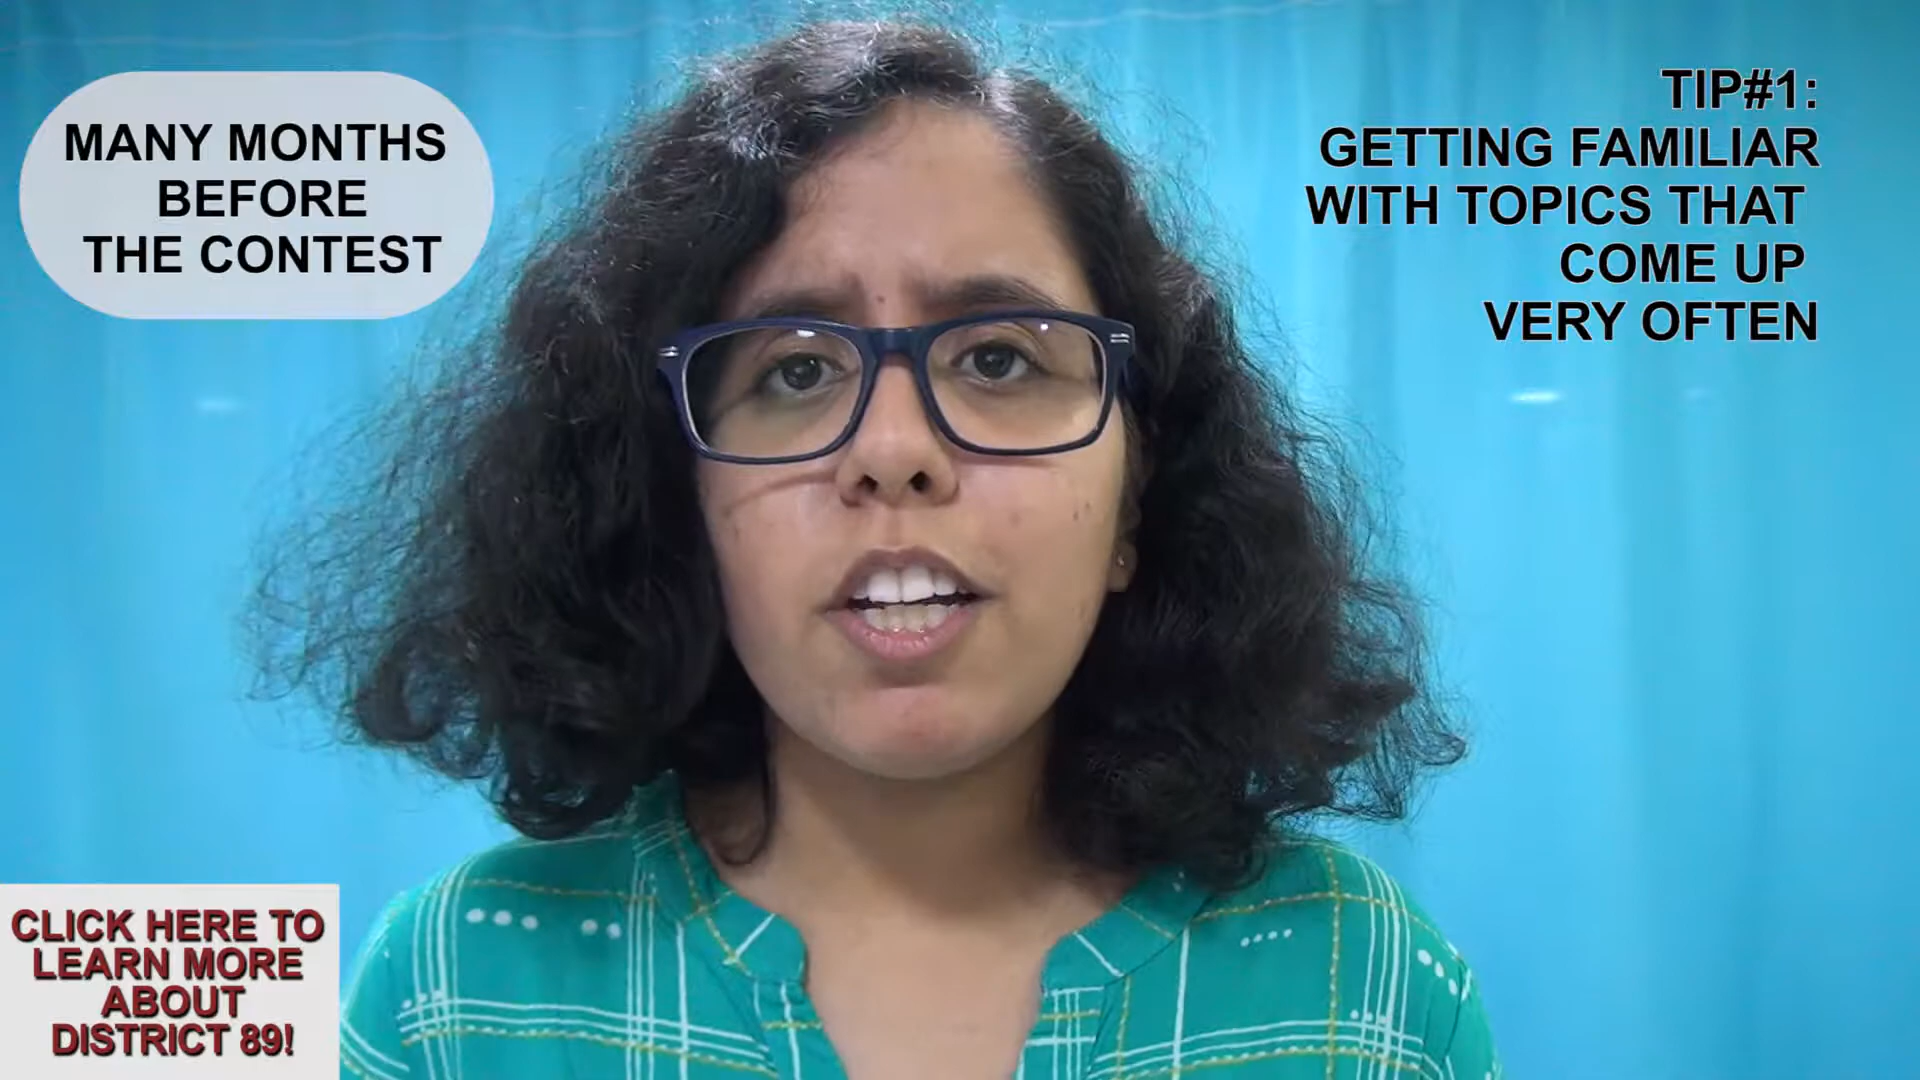 MANY MONTHS
BEFORE
THE CONTEST
TIP#1:
GETTING FAMILIAR
WITH TOPICS THAT
COME UP
VERY OFTEN
CLICK HERE TO
LEARN MORE
ABOUT
DISTRICT 89!